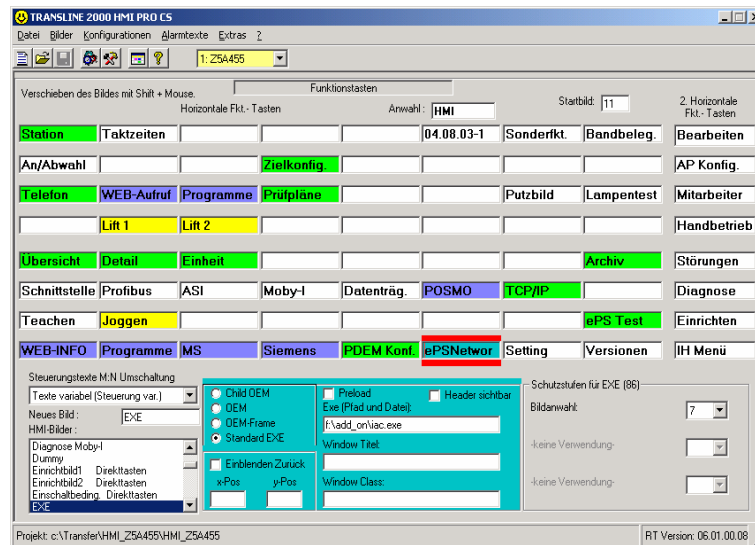 TRANSLINE 2000 HMI PRO CS
Datei Bilder Konfigurationen Alarmtexte Extras ?
1: Z5A455
Verschieben des Bildes mit Shift + Mouse.
Funktionstasten
Horizontale Fkt.- Tasten
Anwahl : HMI
Startbild: 11
2. Horizontale
Fkt.- Tasten
Station Taktzeiten 04.08.03-1 Sonderfkt. Bandbeleg. Bearbeiten
An/Abwahl Zielkonfig. AP Konfig.
Telefon WEB-Aufruf Programme Prüfpläne Putzbild Lampentest Mitarbeiter
Lift 1 Lift 2 Handbetrieb
Übersicht Detail Einheit Archiv Störungen
Schnittstelle Profibus ASI Moby-I Datenträg. POSMO TCP/IP Diagnose
Teachen Joggen ePS Test Einrichten
WEB-INFO Programme MS Siemens PDEM Konf. ePSNetwor Setting Versionen IH Menü
Steuerungstexte M:N Umschaltung
Texte variabel (Steuerung var.)
Neues Bild : EXE
HMI-Bilder :
Diagnose Moby-I
Dummy
Einrichtbild1 Direkttasten
Einrichtbild2 Direkttasten
Einschaltbeding. Direkttasten
EXE
Child OEM
OEM
OEM-Frame
Standard EXE
Einblenden Zurück
x-Pos y-Pos
Preload Header sichtbar
Exe (Pfad und Datei):
f:\add_on\iac.exe
Window Titel:
Window Class:
Schutzstufen für EXE (86)
Bildanwahl: 7
-keine Verwendung-
-keine Verwendung-
Projekt: c:\Transfer\HMI_Z5A455\HMI_Z5A455 RT Version: 06.01.00.08